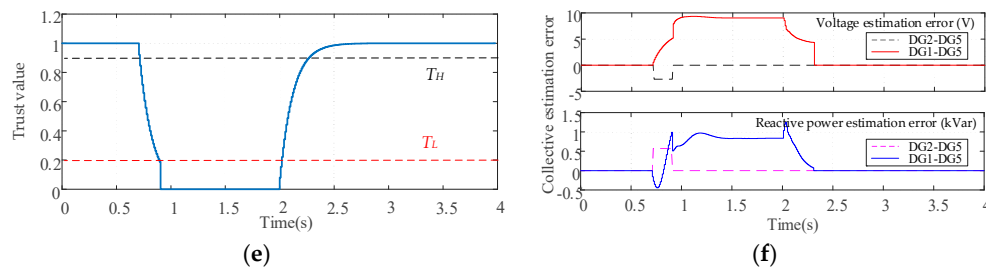 1.2
1
0.8
0.6
0.4
0.2
0
Trust value
TH
TL
0 0.5 1 1.5 2 2.5 3 3.5 4
Time(s)
(e)
Collective estimation error
10
5
0
-5
Voltage estimation error (V)
DG2-DG5
DG1-DG5
1.5
1
0.5
0
-0.5
Reactive power estimation error (kVar)
DG2-DG5
DG1-DG5
0 0.5 1 1.5 2 2.5 3 3.5 4
Time(s)
(f)